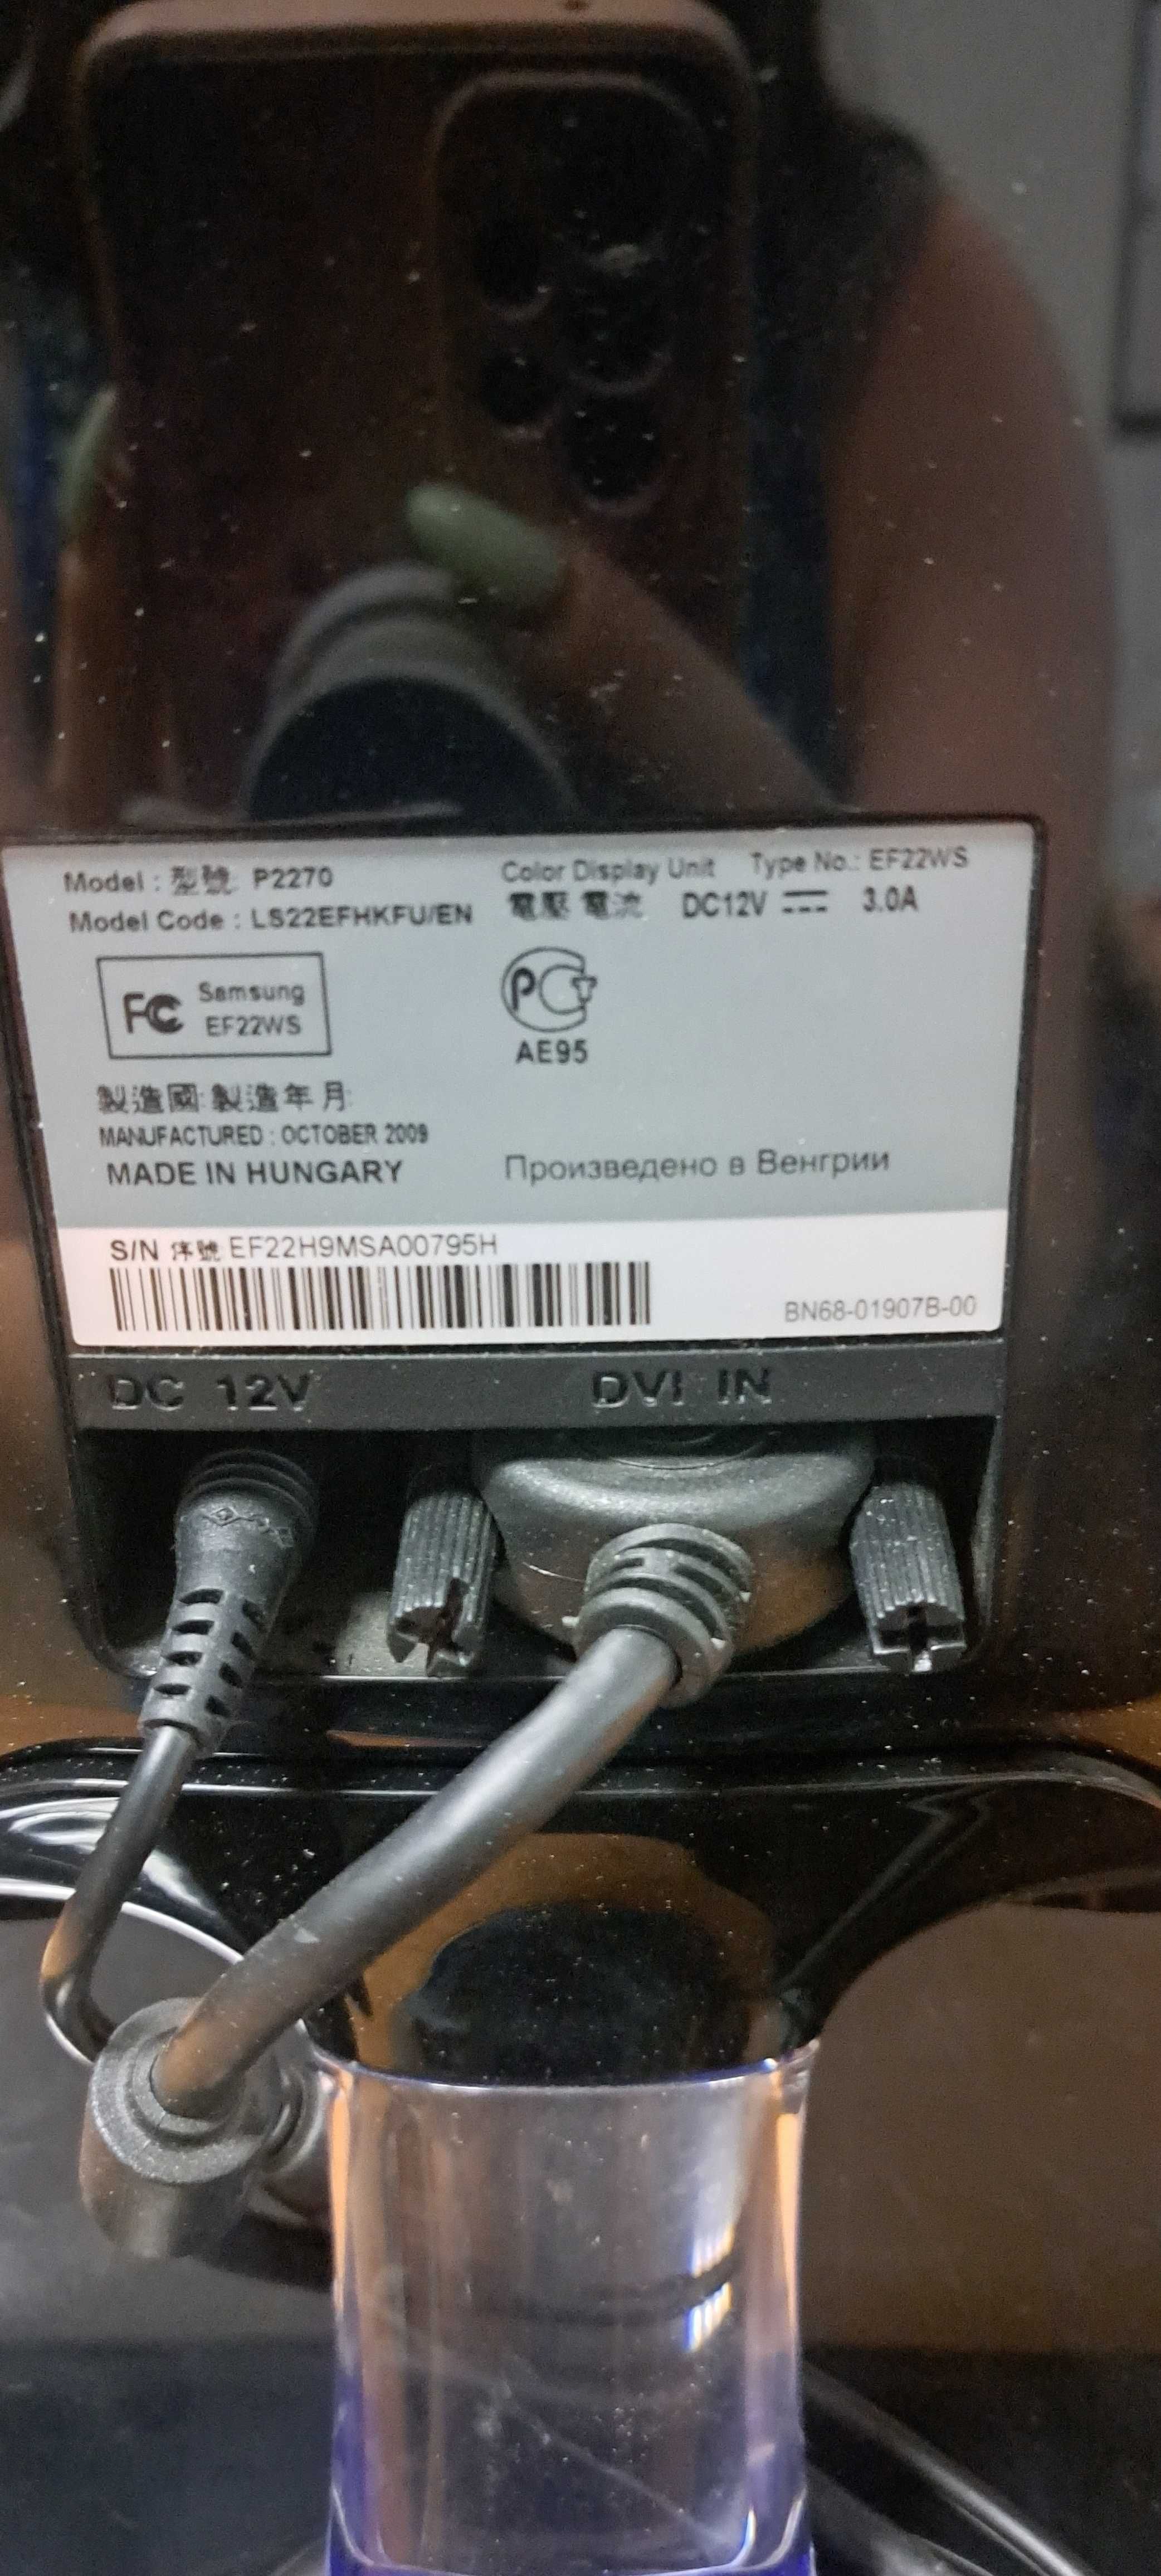 Model : 型號: P2270
Color Display Unit Type No.: EF22WS
Model Code : LS22EFHKFU/EN
電壓 電流 DC12V 3.0A
FC Samsung
EF22WS
PCT
AE95
製造國: 製造年月:
MANUFACTURED : OCTOBER 2009
MADE IN HUNGARY
Произведено в Венгрии
S/N 序號 EF22H9MSA00795H
BN68-01907B-00
DC 12V
DVI IN